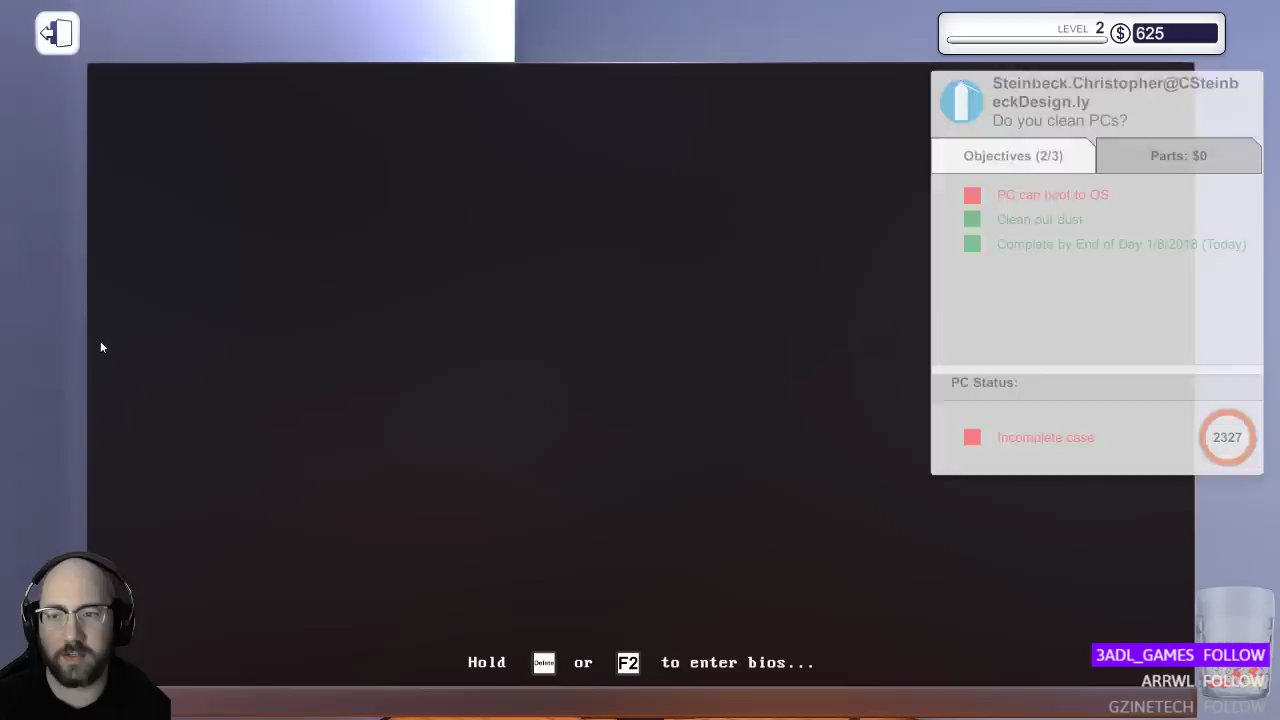 LEVEL 2
$ 625
Steinbeck.Christopher@CSteinb
eckDesign.ly
Do you clean PCs?
Objectives (2/3)
Parts: $0
PC can boot to OS
Clean out dust
Complete by End of Day 1/8/2018 (Today)
PC Status:
Incomplete case
2327
Hold Delete or F2 to enter bios...
3ADL_GAMES FOLLOW
ARRWL FOLLOW
GZINETECH FOLLOW